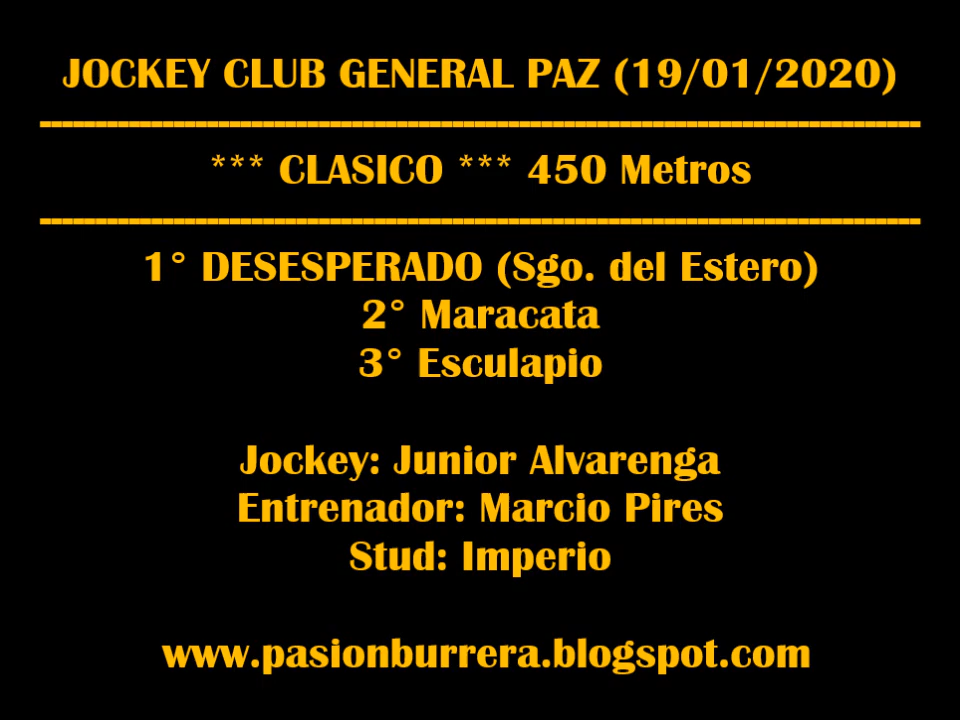 JOCKEY CLUB GENERAL PAZ (19/01/2020)
--------------------------------------------------------------------------------
*** CLASICO *** 450 Metros
--------------------------------------------------------------------------------
1° DESESPERADO (Sgo. del Estero)
2° Maracata
3° Esculapio
Jockey: Junior Alvarenga
Entrenador: Marcio Pires
Stud: Imperio
www.pasionburrera.blogspot.com